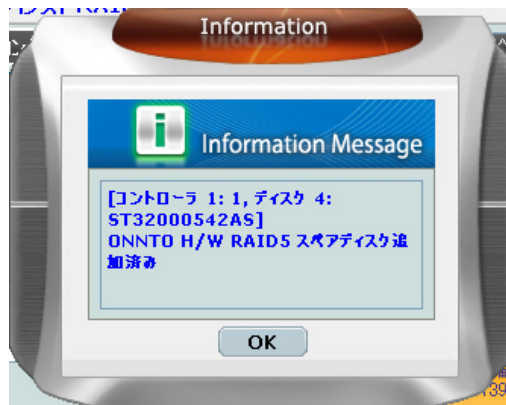 Information
Information Message
[コントローラ 1: 1, ディスク 4:
ST32000542AS]
ONNTO H/W RAID5 スペアディスク追
加済み
OK